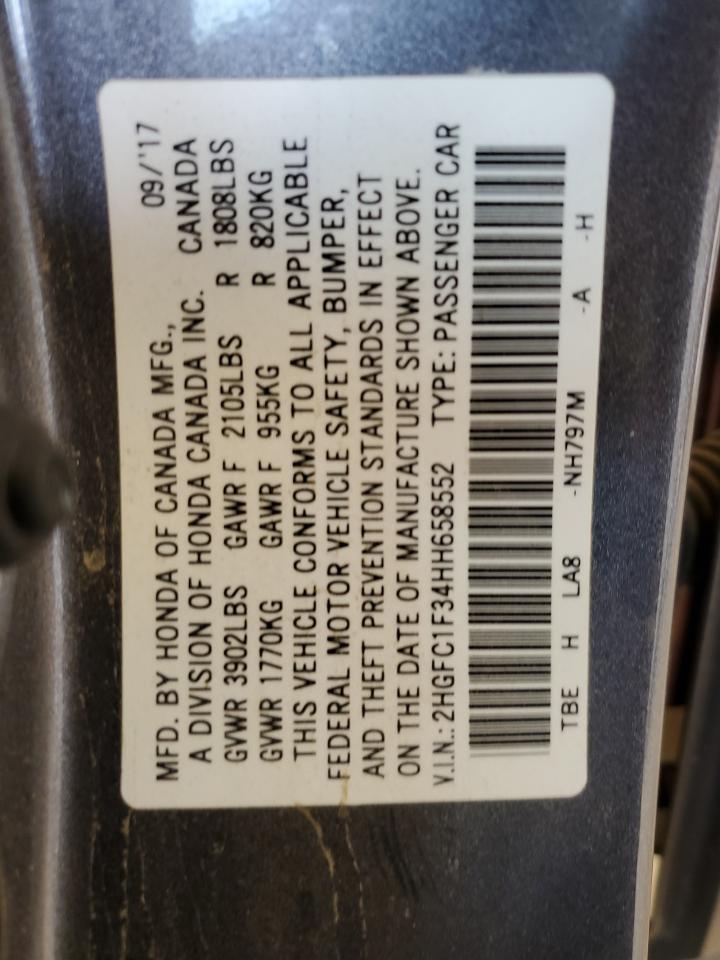 MFD. BY HONDA OF CANADA MFG., 09/'17
A DIVISION OF HONDA CANADA INC. CANADA
GVWR 3902LBS GAWR F 2105LBS R 1808LBS
GVWR 1770KG GAWR F 955KG R 820KG
THIS VEHICLE CONFORMS TO ALL APPLICABLE
FEDERAL MOTOR VEHICLE SAFETY, BUMPER,
AND THEFT PREVENTION STANDARDS IN EFFECT
ON THE DATE OF MANUFACTURE SHOWN ABOVE.
V.I.N.: 2HGFC1F34HH658552 TYPE: PASSENGER CAR
TBE H LA8 -NH797M -A -H